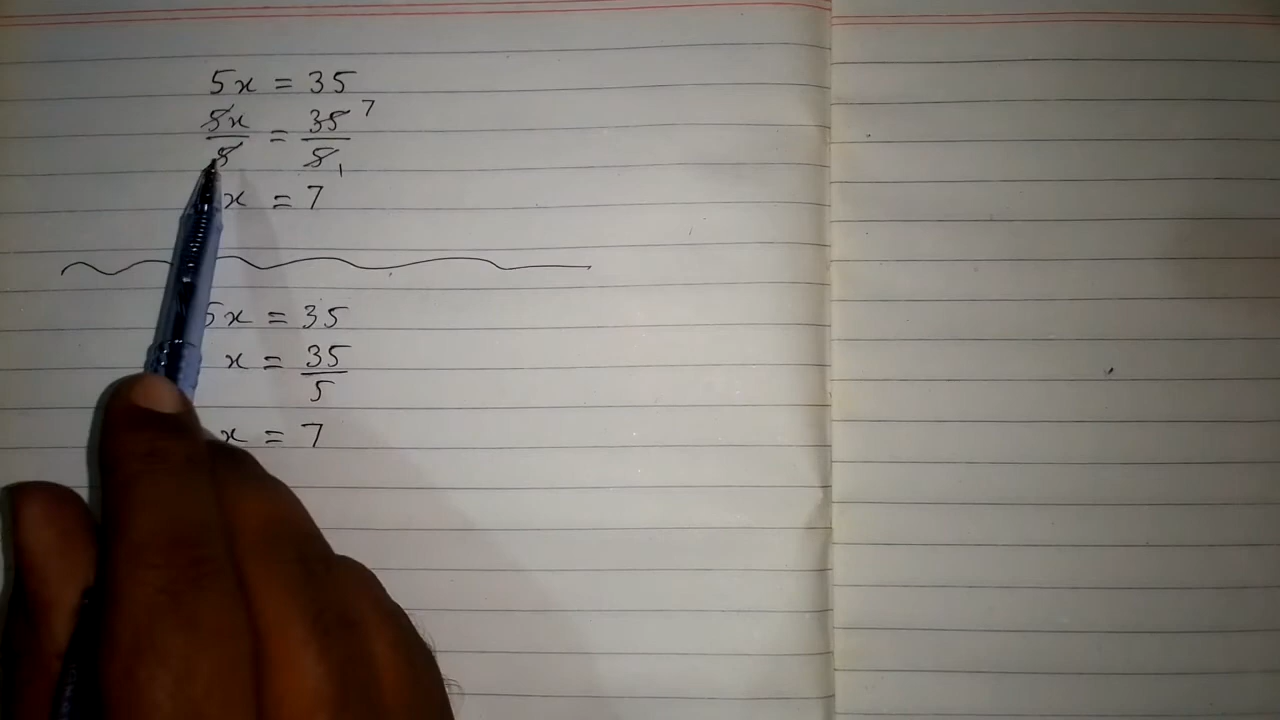 5x = 35
5x/5 = 35/5 7 1
x = 7
5x = 35
x = 35/5
x = 7